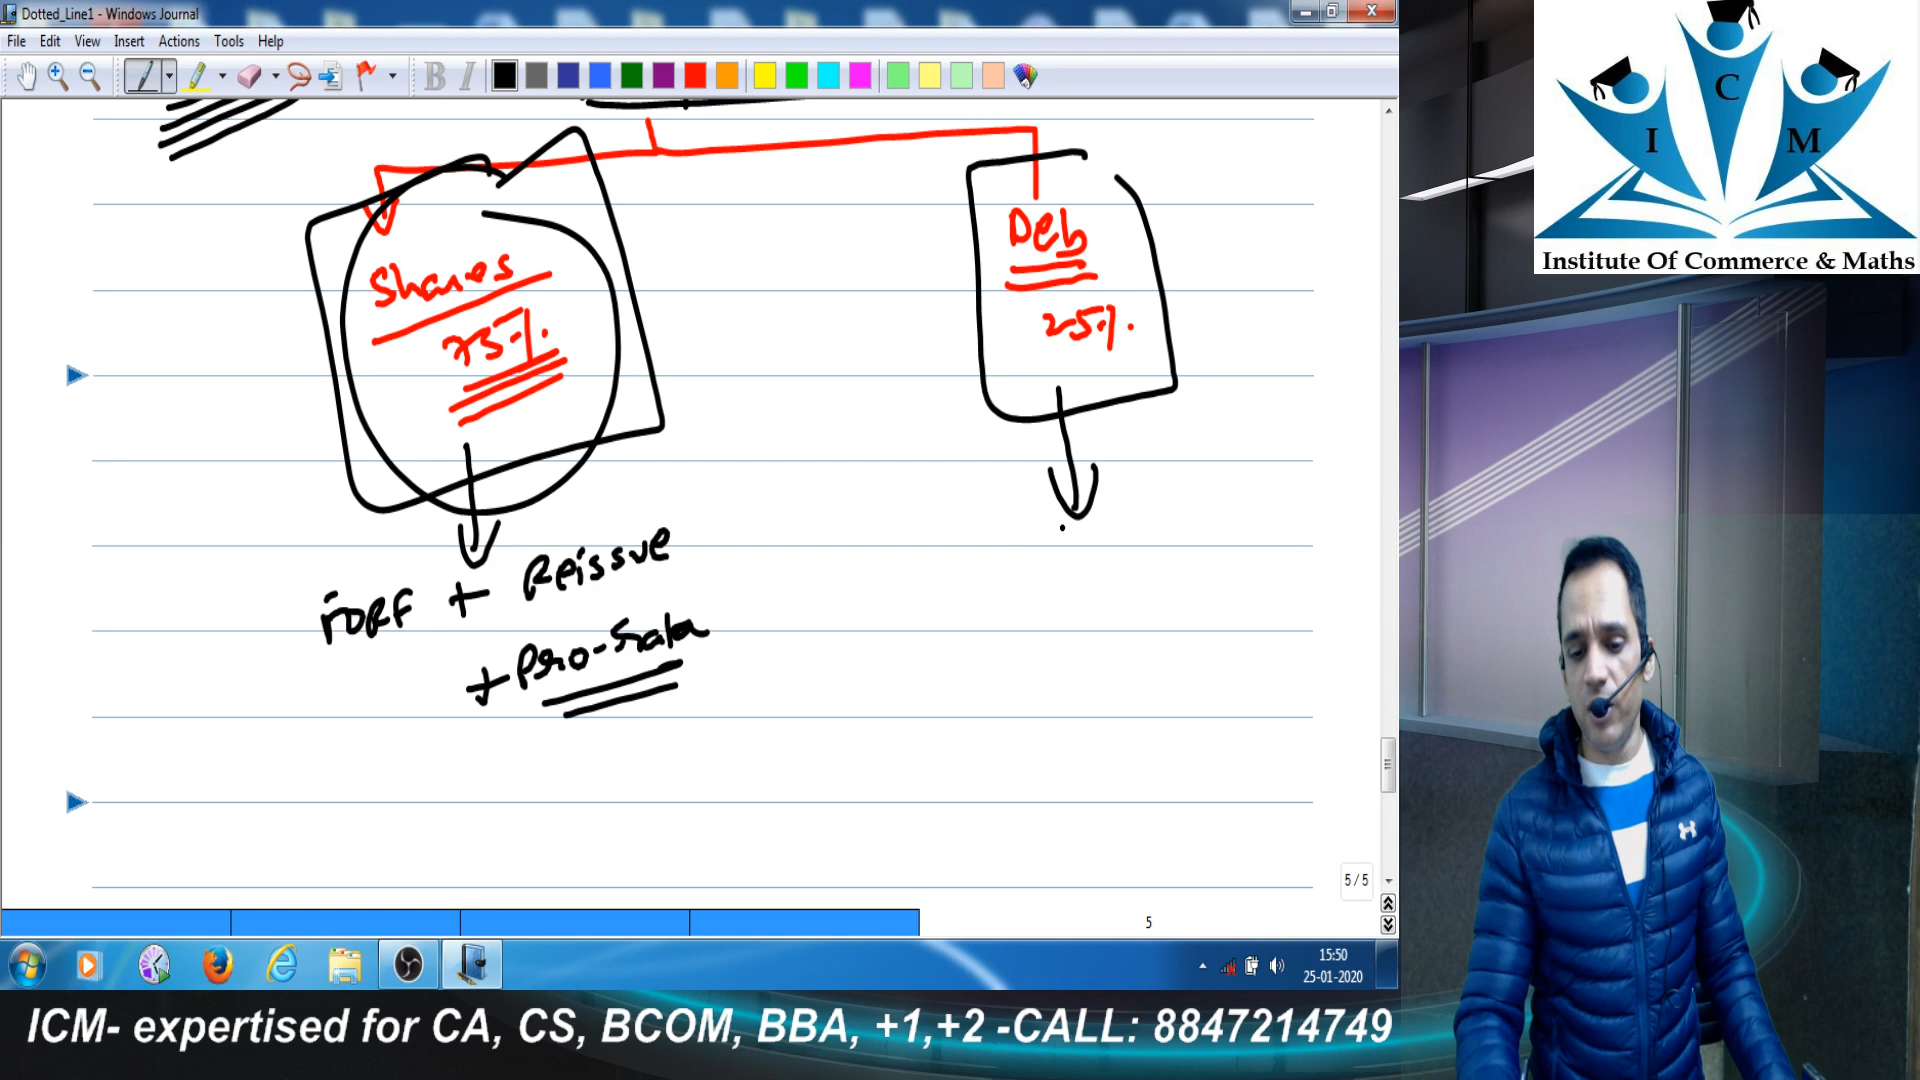 Dotted_Line1 - Windows Journal
File Edit View Insert Actions Tools Help
B I
I C M
Institute Of Commerce & Maths
Shares
75%.
Deb
25%.
FORF + Reissue
+ Pro-rata
5 / 5
5
15:50
25-01-2020
ICM- expertised for CA, CS, BCOM, BBA, +1,+2 -CALL: 8847214749